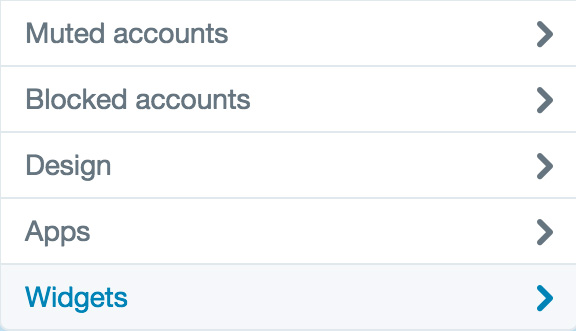 Muted accounts
Blocked accounts
Design
Apps
Widgets